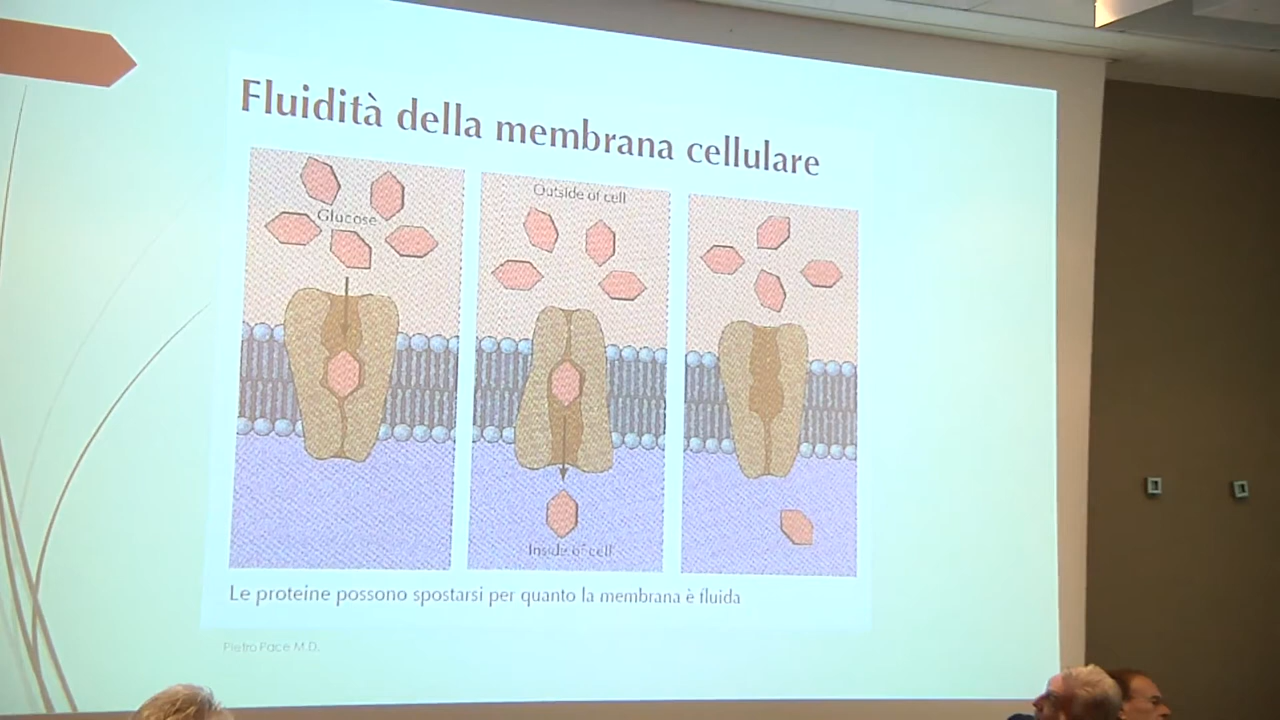 Fluidità della membrana cellulare
Glucose
Outside of cell
Inside of cell
Le proteine possono spostarsi per quanto la membrana è fluida
Pietro Pace M.D.